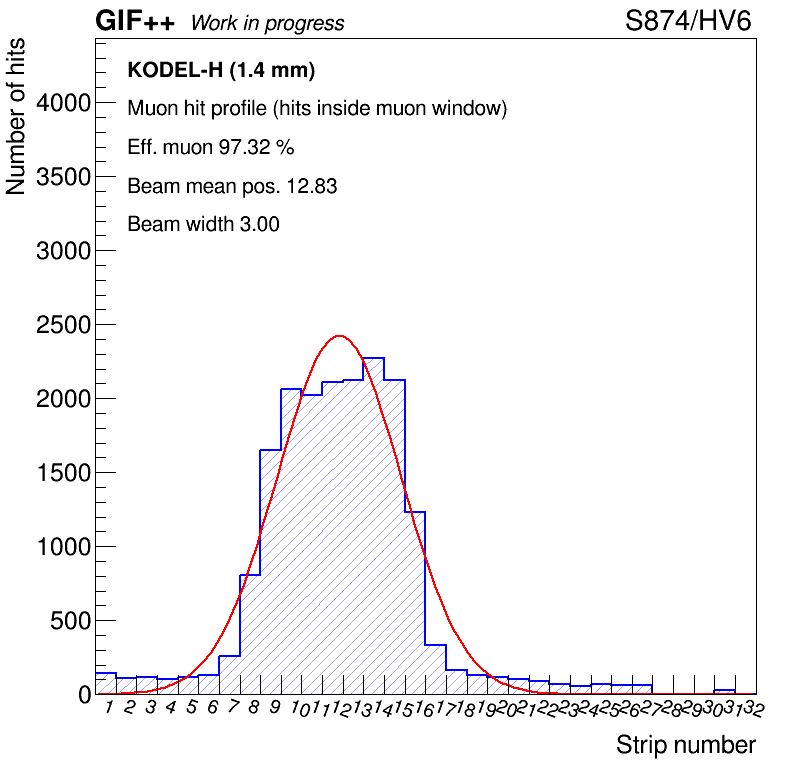 GIF++ Work in progress S874/HV6
Number of hits
KODEL-H (1.4 mm)
Muon hit profile (hits inside muon window)
Eff. muon 97.32 %
Beam mean pos. 12.83
Beam width 3.00
4000
3500
3000
2500
2000
1500
1000
500
0
1 2 3 4 5 6 7 8 9 10 11 12 13 14 15 16 17 18 19 20 21 22 23 24 25 26 27 28 29 30 31 32
Strip number